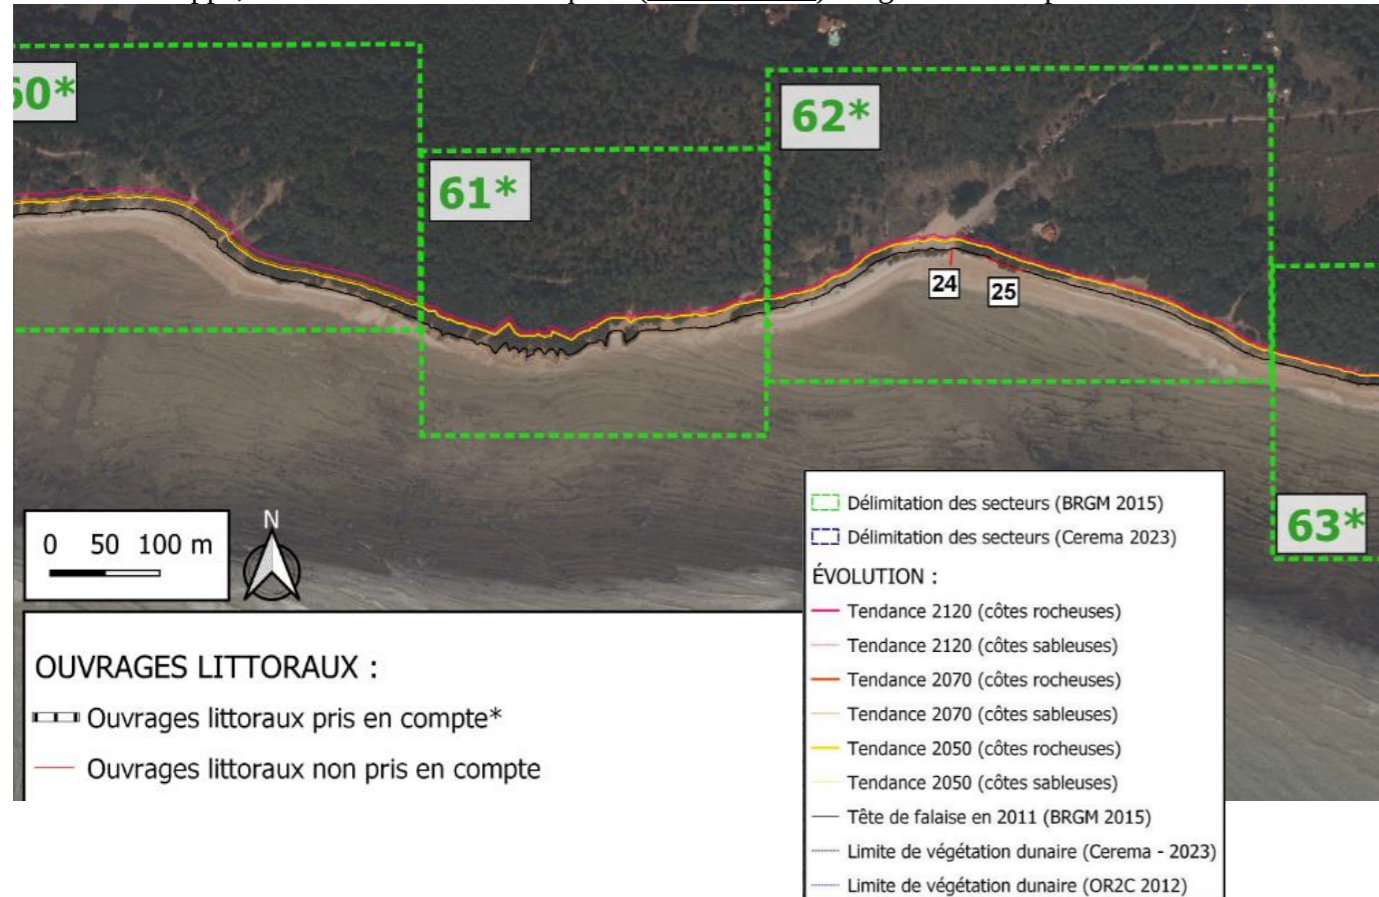 60*
61*
62*
24
25
63*
N
0 50 100 m
OUVRAGES LITTORAUX :
Ouvrages littoraux pris en compte*
Ouvrages littoraux non pris en compte
Délimitation des secteurs (BRGM 2015)
Délimitation des secteurs (Cerema 2023)
ÉVOLUTION :
Tendance 2120 (côtes rocheuses)
Tendance 2120 (côtes sableuses)
Tendance 2070 (côtes rocheuses)
Tendance 2070 (côtes sableuses)
Tendance 2050 (côtes rocheuses)
Tendance 2050 (côtes sableuses)
Tête de falaise en 2011 (BRGM 2015)
Limite de végétation dunaire (Cerema - 2023)
Limite de végétation dunaire (OR2C 2012)